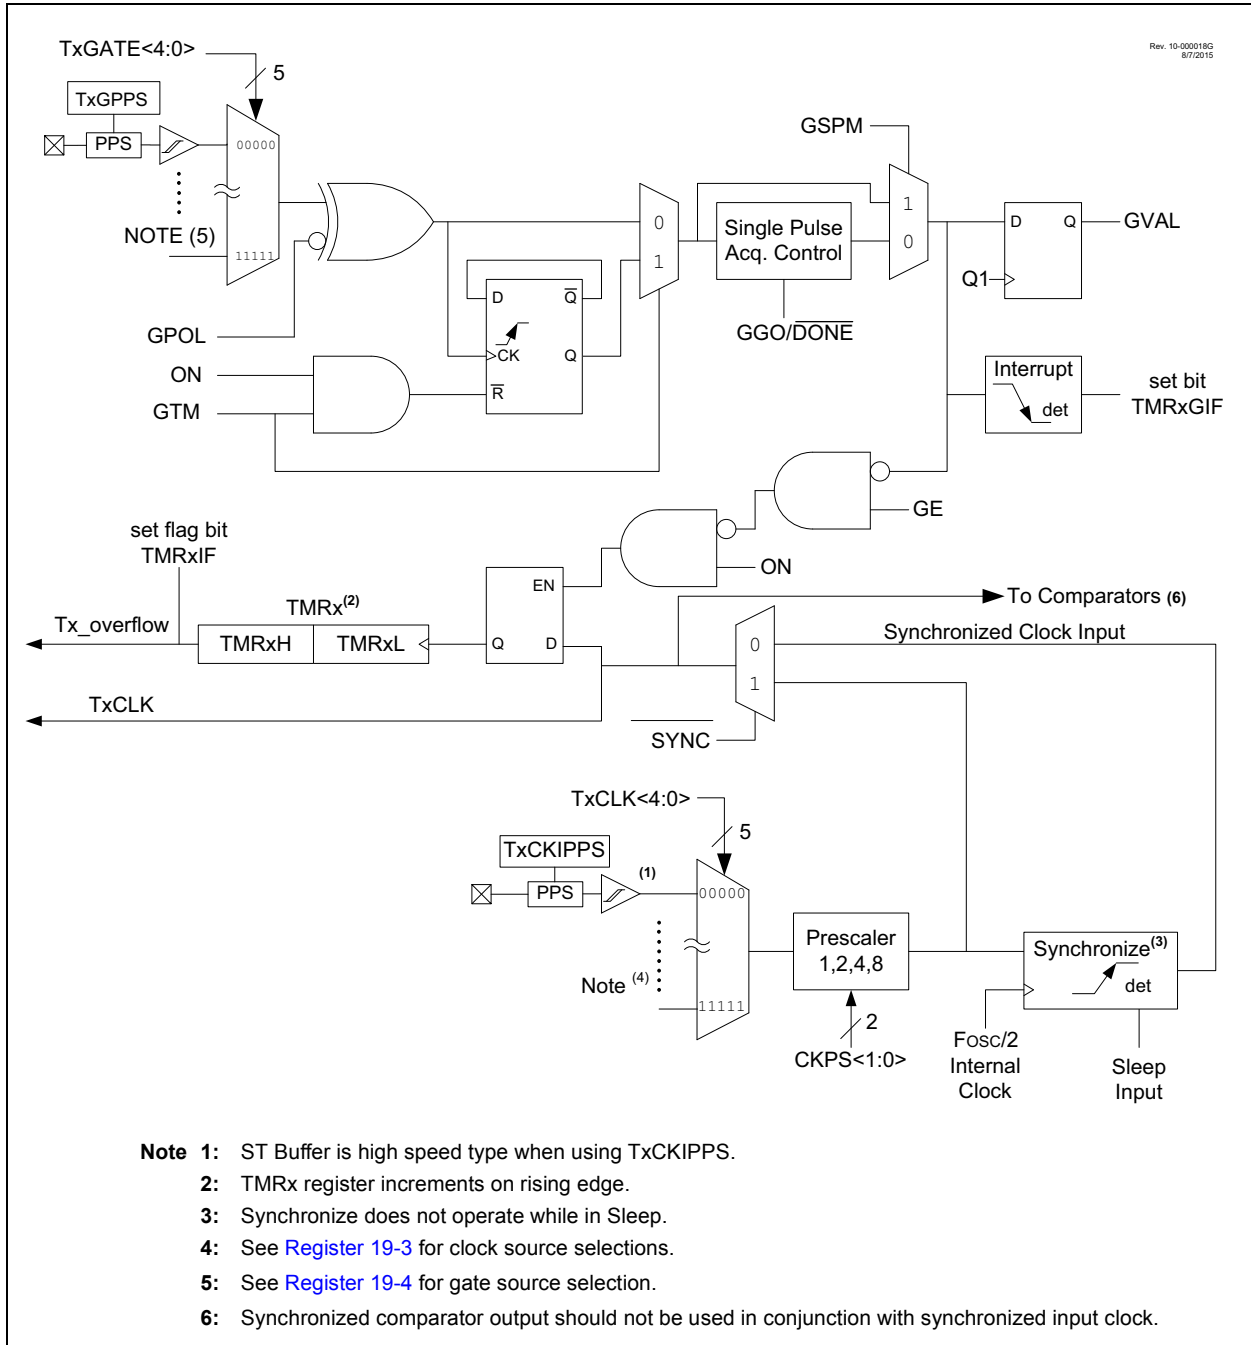 Rev. 10-000018G
8/7/2015
TxGATE<4:0>
5
TxGPPS
PPS
00000
NOTE (5)
11111
GPOL
ON
GTM
D
Q̅
CK
Q
R̅
0
1
GSPM
Single Pulse
Acq. Control
GGO/D̅O̅N̅E̅
1
0
D
Q
Q1
GVAL
Interrupt
det
set bit
TMRxGIF
GE
ON
set flag bit
TMRxIF
Tx_overflow
TMRx(2)
TMRxH
TMRxL
EN
Q
D
TxCLK
To Comparators (6)
Synchronized Clock Input
0
1
S̅Y̅N̅C̅
TxCLK<4:0>
5
TxCKIPPS
PPS
(1)
00000
Note (4)
11111
Prescaler
1,2,4,8
2
CKPS<1:0>
Synchronize(3)
det
Fosc/2
Internal
Clock
Sleep
Input
Note 1: ST Buffer is high speed type when using TxCKIPPS.
2: TMRx register increments on rising edge.
3: Synchronize does not operate while in Sleep.
4: See Register 19-3 for clock source selections.
5: See Register 19-4 for gate source selection.
6: Synchronized comparator output should not be used in conjunction with synchronized input clock.